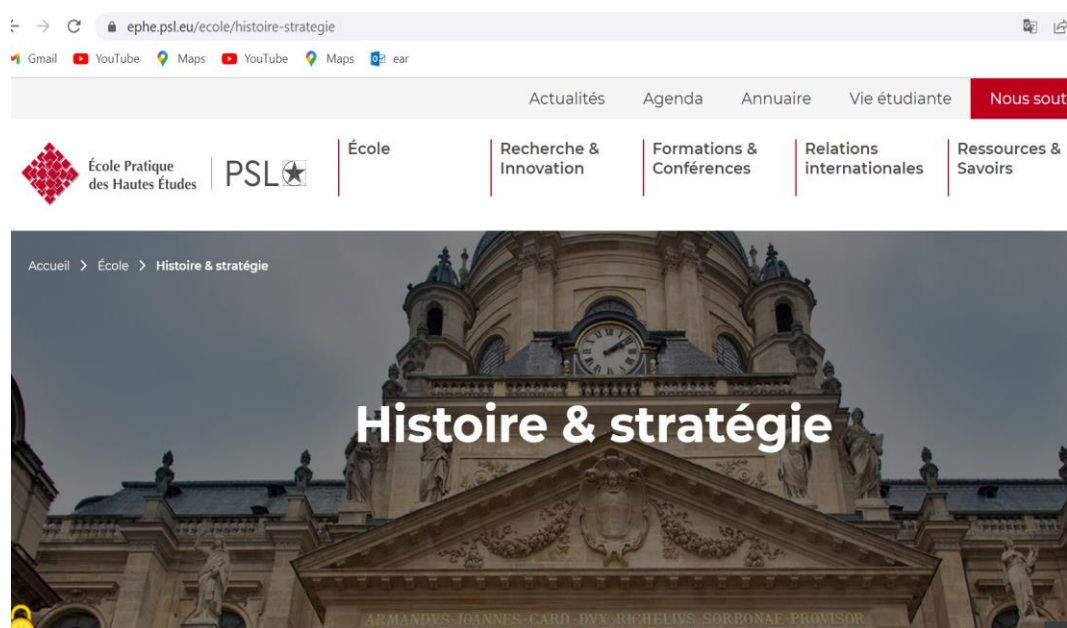 ephe.psl.eu/ecole/histoire-strategie
Gmail YouTube Maps YouTube Maps ear
Actualités Agenda Annuaire Vie étudiante Nous sout
École Pratique
des Hautes Études
PSL
École
Recherche &
Innovation
Formations &
Conférences
Relations
internationales
Ressources &
Savoirs
Accueil > École > Histoire & stratégie
Histoire & stratégie
ARMANDVS·IOANNES·CARD·DVX·RICHELIVS·SORBONAE·PROVISOR